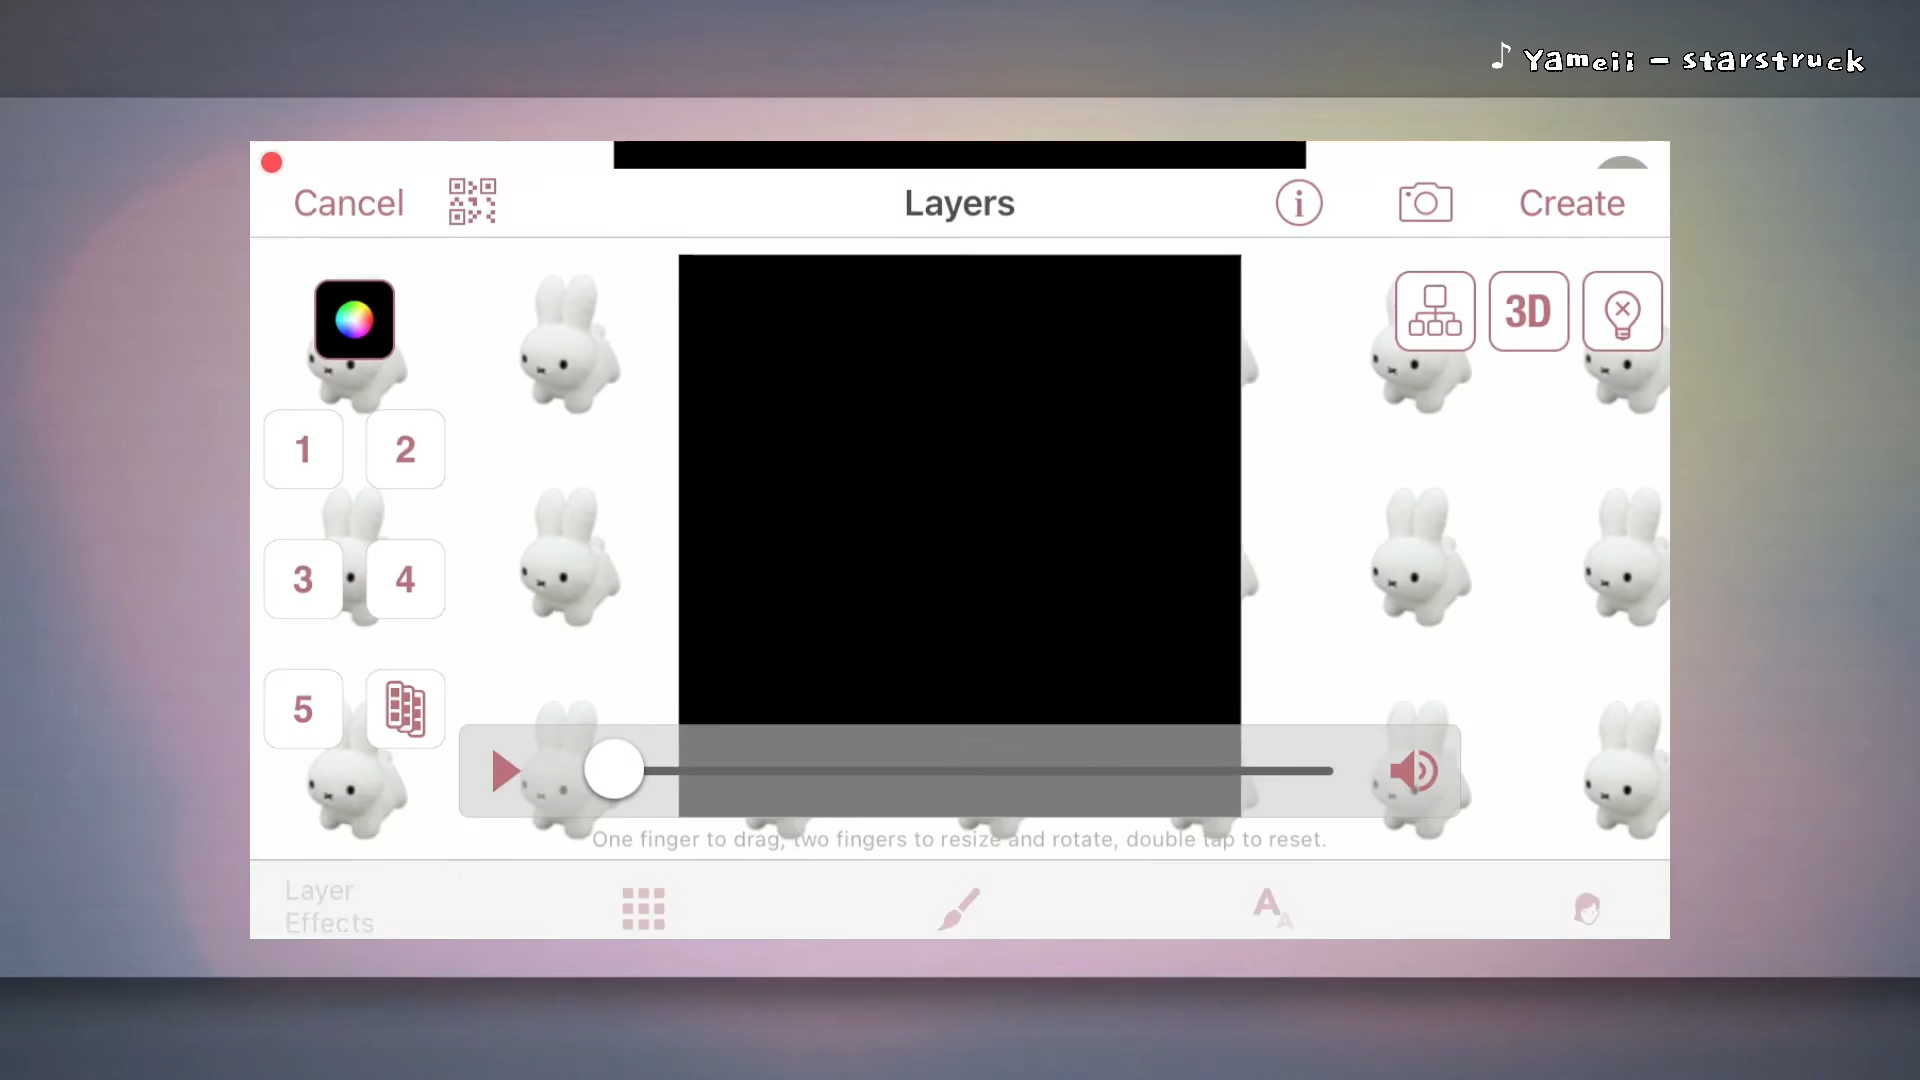 ♪ Yameii – starstruck
Cancel
Layers
i
Create
3D
1
2
3
4
5
One finger to drag, two fingers to resize and rotate, double tap to reset.
Layer
Effects
A
A